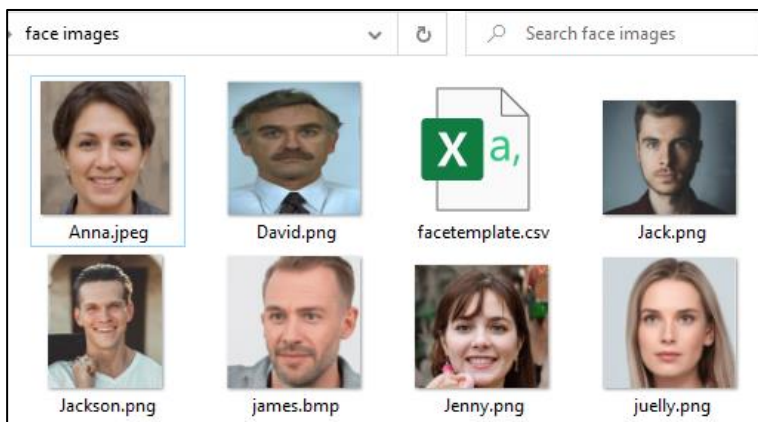 face images
Search face images
X a,
Anna.jpeg
David.png
facetemplate.csv
Jack.png
Jackson.png
james.bmp
Jenny.png
juelly.png